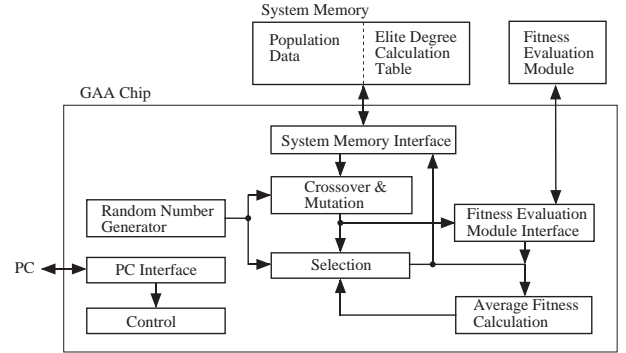 System Memory
Population
Data
Elite Degree
Calculation
Table
Fitness
Evaluation
Module
GAA Chip
System Memory Interface
Crossover &
Mutation
Random Number
Generator
Fitness Evaluation
Module Interface
PC
PC Interface
Selection
Control
Average Fitness
Calculation